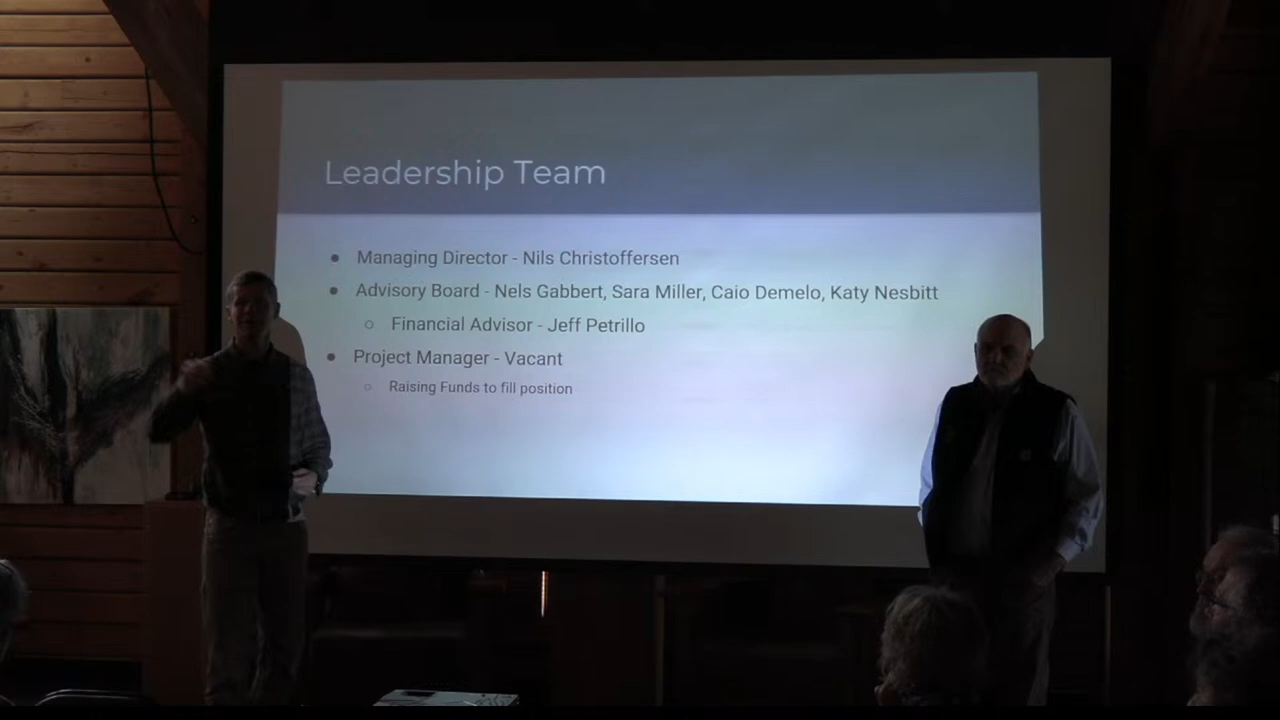 Leadership Team
● Managing Director - Nils Christoffersen
● Advisory Board - Nels Gabbert, Sara Miller, Caio Demelo, Katy Nesbitt
○ Financial Advisor - Jeff Petrillo
● Project Manager - Vacant
○ Raising Funds to fill position